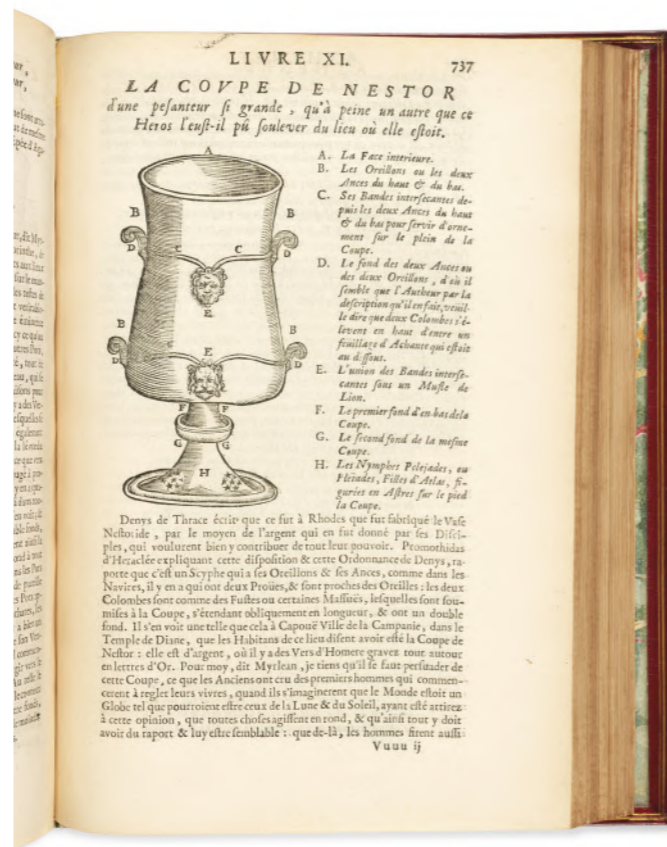 LIVRE XI.
737
LA COVPE DE NESTOR
d'une pesanteur si grande, qu'à peine un autre que ce
Heros l'eust-il pû soulever du lieu où elle estoit.
A
B
B
D
C
C
D
E
B
B
D
E
D
F
F
G
G
H
A. La Face interieure.
B. Les Oreillons ou les deux
Ances du haut & du bas.
C. Ses Bandes intersecantes de-
puis les deux Ances du haut
& du bas pour servir d'orne-
ment sur le plein de la
Coupe.
D. Le fond des deux Ances ou
des deux Oreillons, d'où il
semble que l'Autheur par la
description qu'il en fait, veuil-
le dire que deux Colombes s'é-
levent en haut d'entre un
feuillage d'Achante qui estoit
au dessous.
E. L'union des Bandes interse-
cantes sous un Mufle de
Lion.
F. Le premier fond d'en-bas de la
Coupe.
G. Le second fond de la mesme
Coupe.
H. Les Nymphes Pelejades, ou
Pleiades, Filles d'Atlas, fi-
gurées en Astres sur le pied
la Coupe.
Denys de Thrace écrit que ce fut à Rhodes que fut fabriqué le Vase
Nestoride, par le moyen de l'argent qui en fut donné par ses Disci-
ples, qui voulurent bien y contribuer de tout leur pouvoir. Promothidas
d'Heraclée expliquant cette disposition & cette Ordonnance de Denys, ra-
porte que c'est un Scyphe qui a ses Oreillons & ses Ances, comme dans les
Navires, il y en a qui ont deux Proües, & sont proches des Oreilles: les deux
Colombes sont comme des Fustes ou certaines Massuës, lesquelles sont sou-
mises à la Coupe, s'étendant obliquement en longueur, & ont un double
fond. Il s'en voit une telle que cela à Capouë Ville de la Campanie, dans le
Temple de Diane, que les Habitans de ce lieu disent avoir esté la Coupe de
Nestor: elle est d'argent, où il y a des Vers d'Homere gravez tout autour
en lettres d'Or. Pour moy, dit Myrlean, je tiens qu'il se faut persuader de
cette Coupe, ce que les Anciens ont cru des premiers hommes qui commen-
cerent à regler leurs vivres, quand ils s'imaginerent que le Monde estoit un
Globe tel que pourroient estre ceux de la Lune & du Soleil, ayant esté attirez
à cette opinion, que toutes choses agissent en rond, & qu'ainsi tout y doit
avoir du raport & luy estre semblable: que de-là, les hommes firent aussi
Vuuu ij